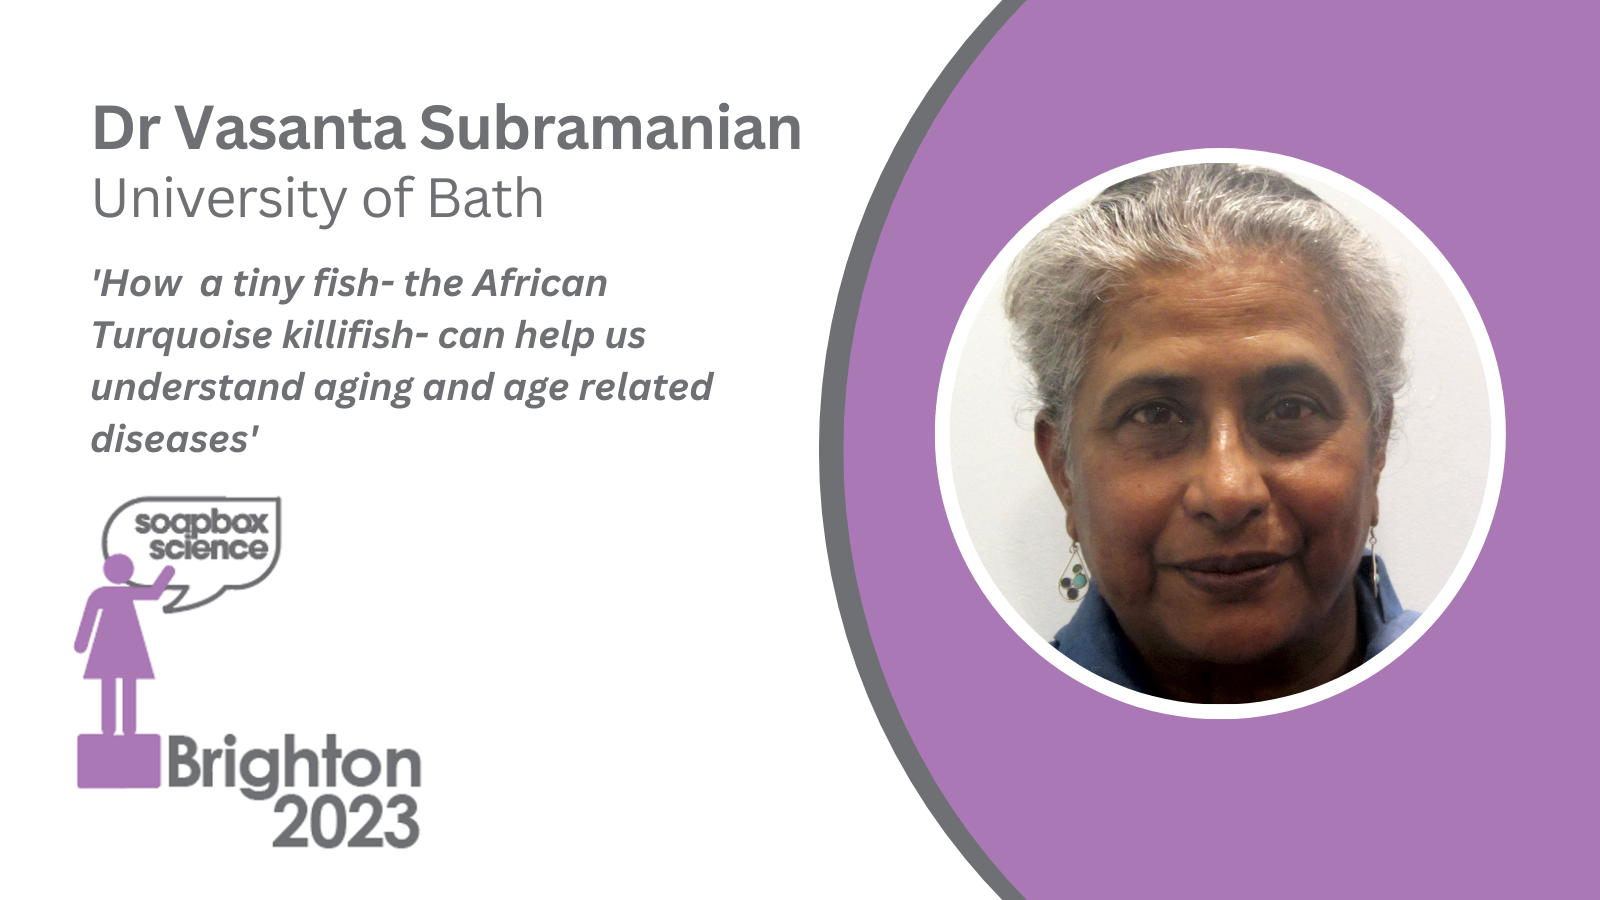 Dr Vasanta Subramanian
University of Bath
'How  a tiny fish- the African
Turquoise killifish- can help us
understand aging and age related
diseases'
soapbox
science
Brighton
2023